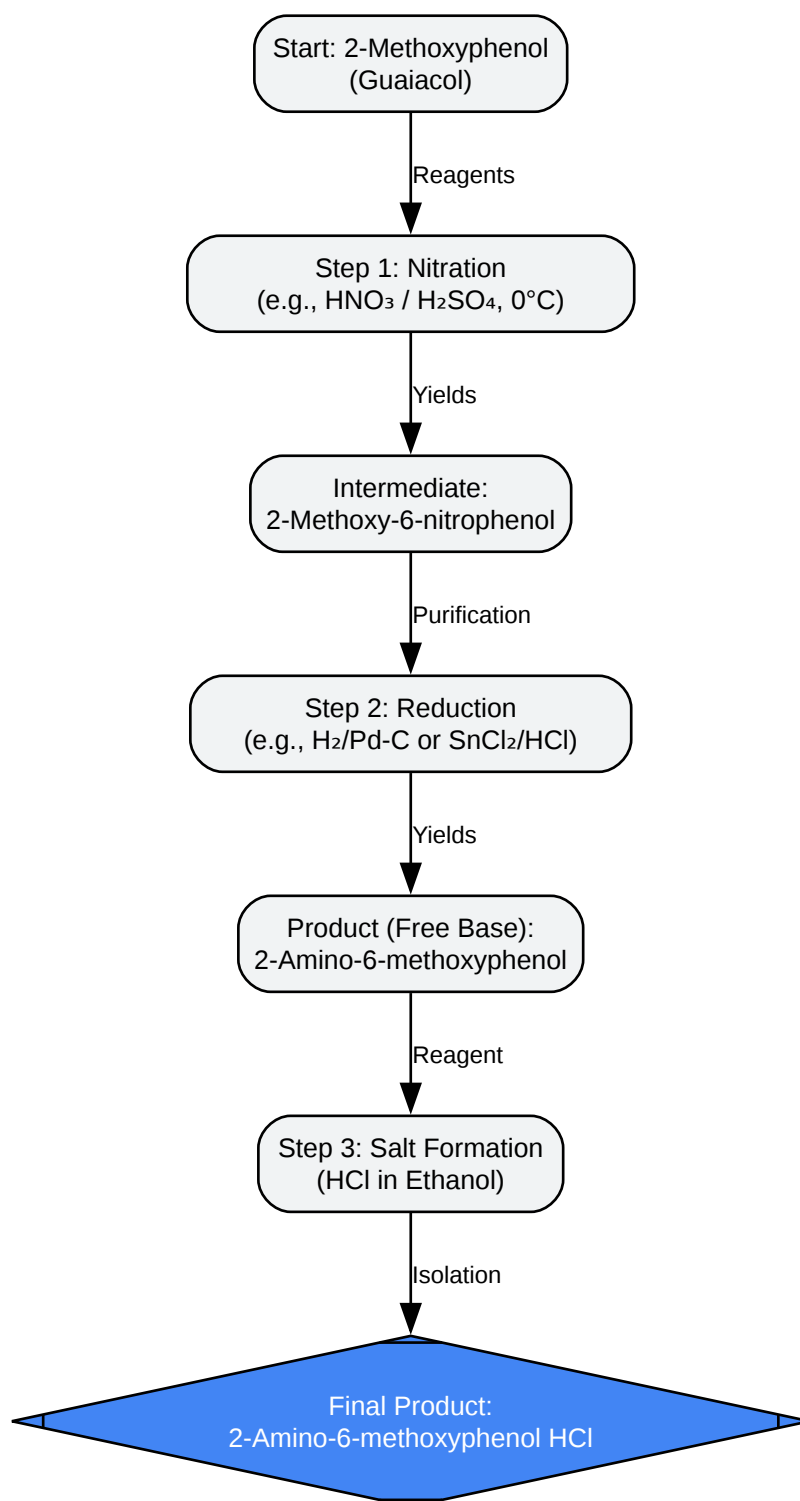 Start: 2-Methoxyphenol
(Guaiacol)
Reagents
Step 1: Nitration
(e.g., HNO₃ / H₂SO₄, 0°C)
Yields
Intermediate:
2-Methoxy-6-nitrophenol
Purification
Step 2: Reduction
(e.g., H₂/Pd-C or SnCl₂/HCl)
Yields
Product (Free Base):
2-Amino-6-methoxyphenol
Reagent
Step 3: Salt Formation
(HCl in Ethanol)
Isolation
Final Product:
2-Amino-6-methoxyphenol HCl